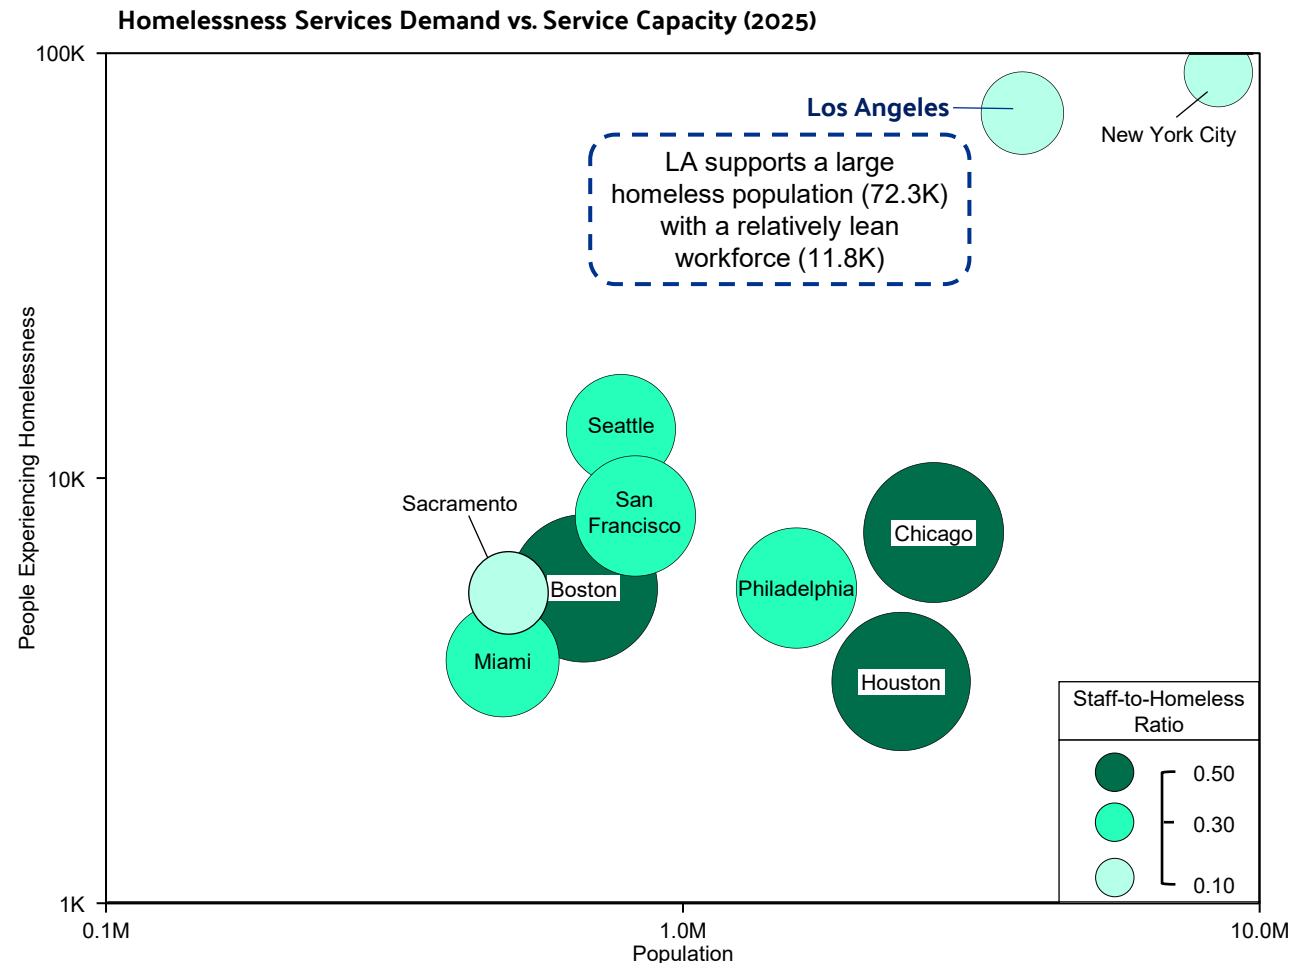 Homelessness Services Demand vs. Service Capacity (2025)
100K
Los Angeles
New York City
LA supports a large
homeless population (72.3K)
with a relatively lean
workforce (11.8K)
People Experiencing Homelessness
Seattle
10K
Sacramento
San
Francisco
Chicago
Boston
Philadelphia
Miami
Houston
Staff-to-Homeless
Ratio
0.50
0.30
0.10
1K
0.1M
1.0M
10.0M
Population